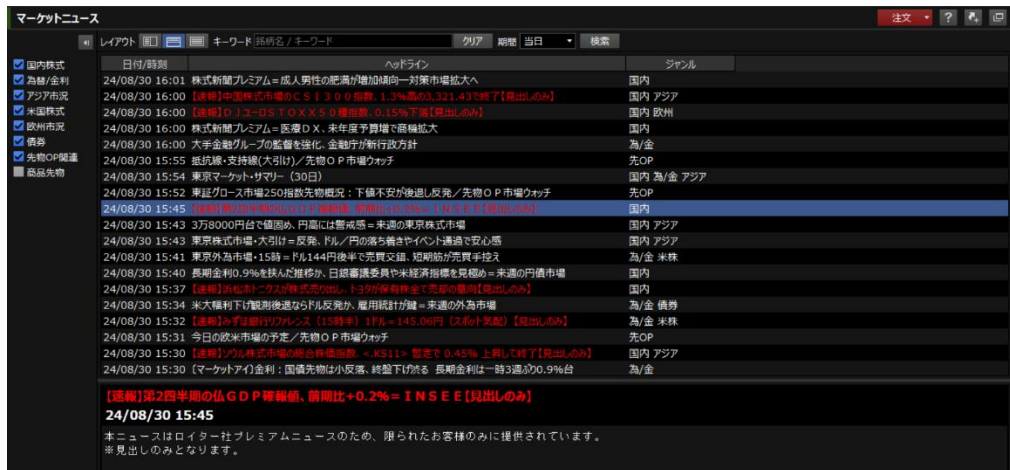 マーケットニュース
注文
?
レイアウト キーワード 銘柄名 / キーワード クリア 期間 当日 検索
国内株式
為替/金利
アジア市況
米国株式
欧州市況
債券
先物OP関連
商品先物
日付/時刻 ヘッドライン ジャンル
24/08/30 16:01 株式新聞プレミアム=成人男性の肥満が増加傾向―対策市場拡大へ 国内
24/08/30 16:00 【速報】中国株式市場のCSI300指数、1.3%高の3,321.43で終了【見出しのみ】 国内 アジア
24/08/30 16:00 【速報】DJユーロSTOXX50種指数、0.15%下落【見出しのみ】 国内 欧州
24/08/30 16:00 株式新聞プレミアム=医療DX、来年度予算増で商機拡大 国内
24/08/30 16:00 大手金融グループの監督を強化、金融庁が新行政方針 為/金
24/08/30 15:55 抵抗線・支持線(大引け)/先物OP市場ウォッチ 先OP
24/08/30 15:54 東京マーケット・サマリー (30日) 国内 為/金 アジア
24/08/30 15:52 東証グロース市場250指数先物概況:下値不安が後退し反発/先物OP市場ウォッチ 先OP
24/08/30 15:45 【速報】第2四半期の仏GDP確報値、前期比+0.2%=INSEE【見出しのみ】 国内
24/08/30 15:43 3万8000円台で値固め、円高には警戒感=来週の東京株式市場 国内 アジア
24/08/30 15:43 東京株式市場・大引け=反発、ドル/円の落ち着きやイベント通過で安心感 国内 アジア
24/08/30 15:41 東京外為市場・15時=ドル144円後半で売買交錯、短期筋が売買手控え 為/金 米株
24/08/30 15:40 長期金利0.9%を挟んだ推移か、日銀審議委員や米経済指標を見極め=来週の円債市場 国内
24/08/30 15:37 【速報】浜松ホトニクスが株式売り出し、トヨタが保有株全て売却の意向【見出しのみ】 国内
24/08/30 15:34 米大幅利下げ観測後退ならドル反発か、雇用統計が鍵=来週の外為市場 為/金 債券
24/08/30 15:32 【速報】みずほ銀行リファレンス (15時半) 1ドル=145.06円 (スポット気配) 【見出しのみ】 為/金 米株
24/08/30 15:31 今日の欧米市場の予定/先物OP市場ウォッチ 先OP
24/08/30 15:30 【速報】ソウル株式市場の総合株価指数、<.KS11> 暫定で 0.45% 上昇して終了【見出しのみ】 国内 アジア
24/08/30 15:30 〔マーケットアイ〕金利:国債先物は小反落、終盤下げ渋る 長期金利は一時3週ぶり0.9%台 為/金
【速報】第2四半期の仏GDP確報値、前期比+0.2%=INSEE【見出しのみ】
24/08/30 15:45
本ニュースはロイター社プレミアムニュースのため、限られたお客様のみに提供されています。
※見出しのみとなります。